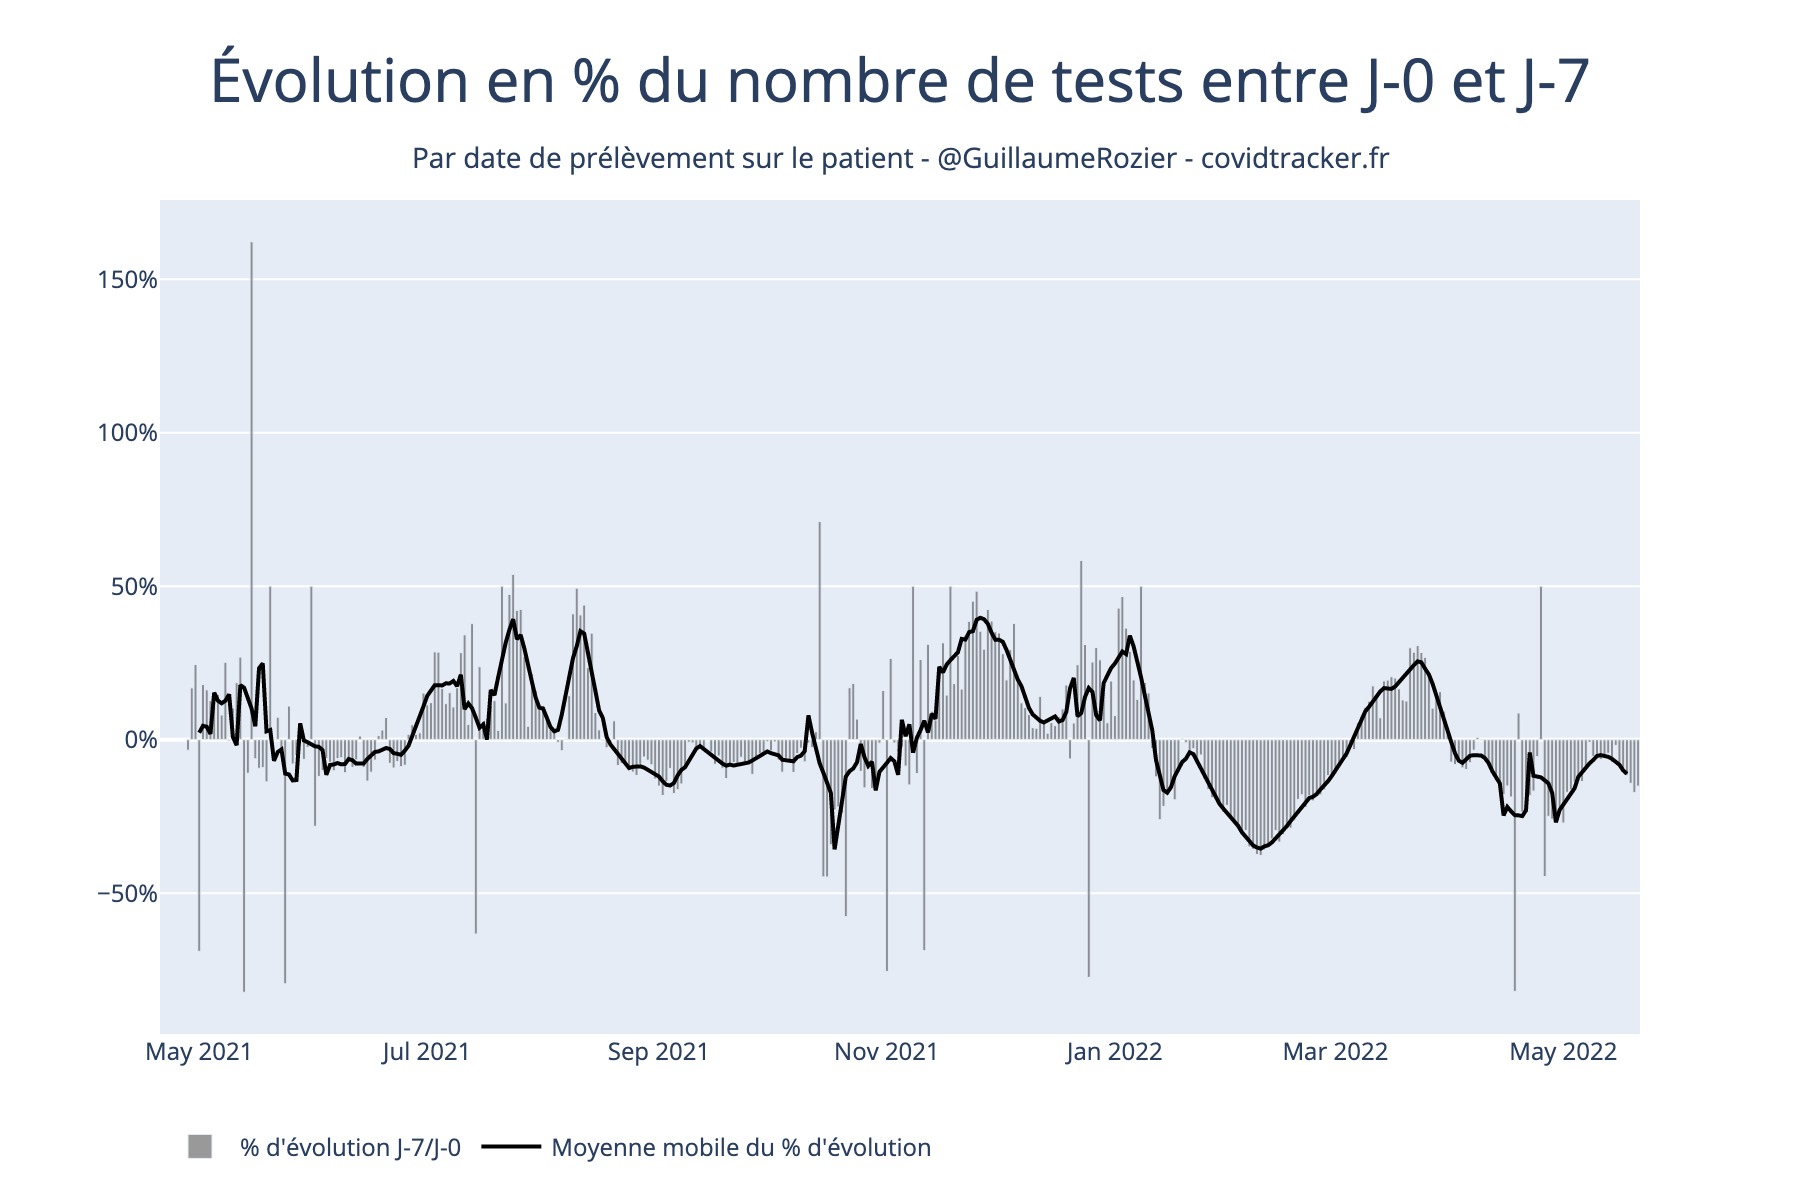 Évolution en % du nombre de tests entre J-0 et J-7
Par date de prélèvement sur le patient - @GuillaumeRozier - covidtracker.fr
150%
100%
50%
0%
−50%
May 2021 Jul 2021 Sep 2021 Nov 2021 Jan 2022 Mar 2022 May 2022
% d'évolution J-7/J-0 Moyenne mobile du % d'évolution